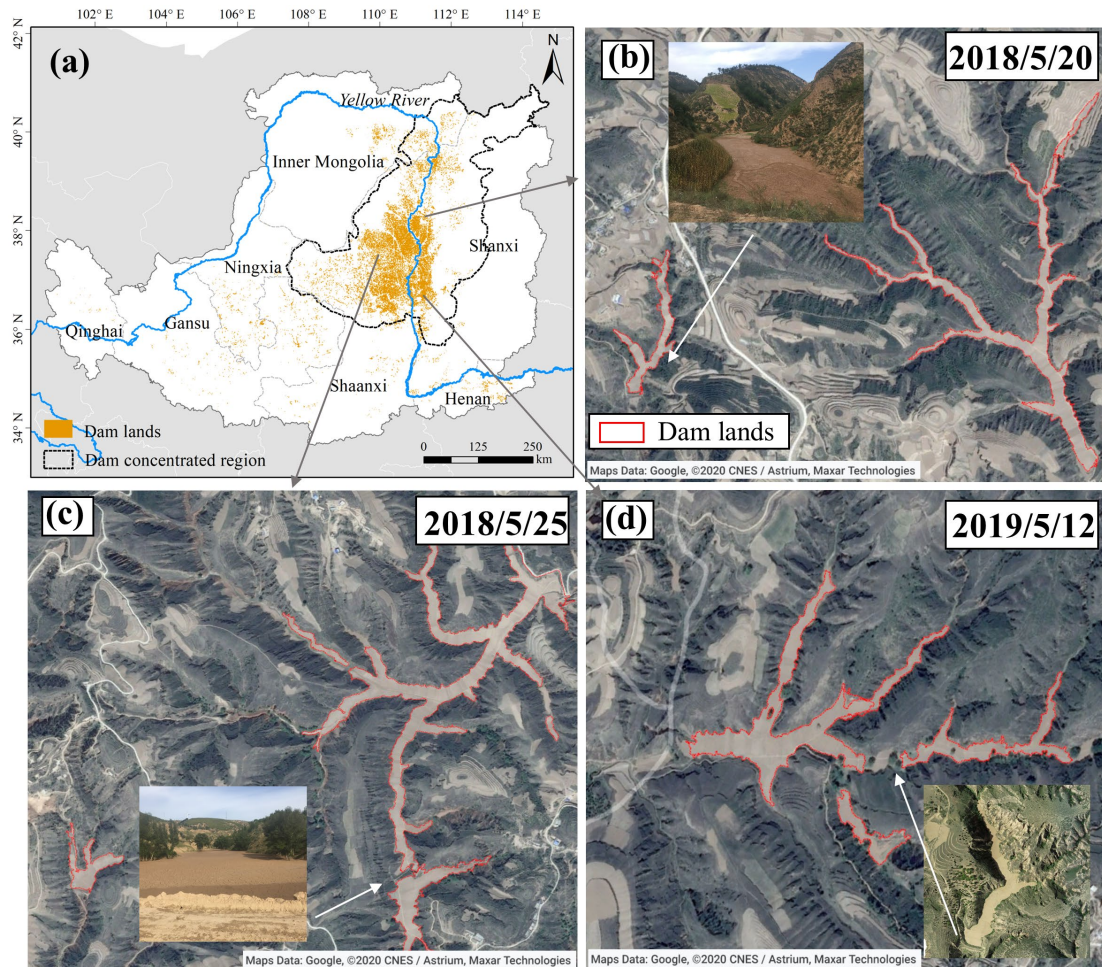 102° E 104° E 106° E 108° E 110° E 112° E 114° E
42° N
40° N
38° N
36° N
34° N
(a)
N
Yellow River
Inner Mongolia
Shanxi
Ningxia
Qinghai
Gansu
Shaanxi
Henan
Dam lands
Dam concentrated region
0 125 250
km
(b)
2018/5/20
Dam lands
Maps Data: Google, ©2020 CNES / Astrium, Maxar Technologies
(c)
2018/5/25
Maps Data: Google, ©2020 CNES / Astrium, Maxar Technologies
(d)
2019/5/12
Maps Data: Google, ©2020 CNES / Astrium, Maxar Technologies